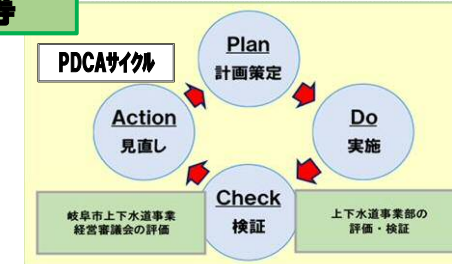 PDCAサイクル
Plan
計画策定
Action
見直し
Do
実施
Check
検証
岐阜市上下水道事業
経営審議会の評価
上下水道事業部の
評価・検証